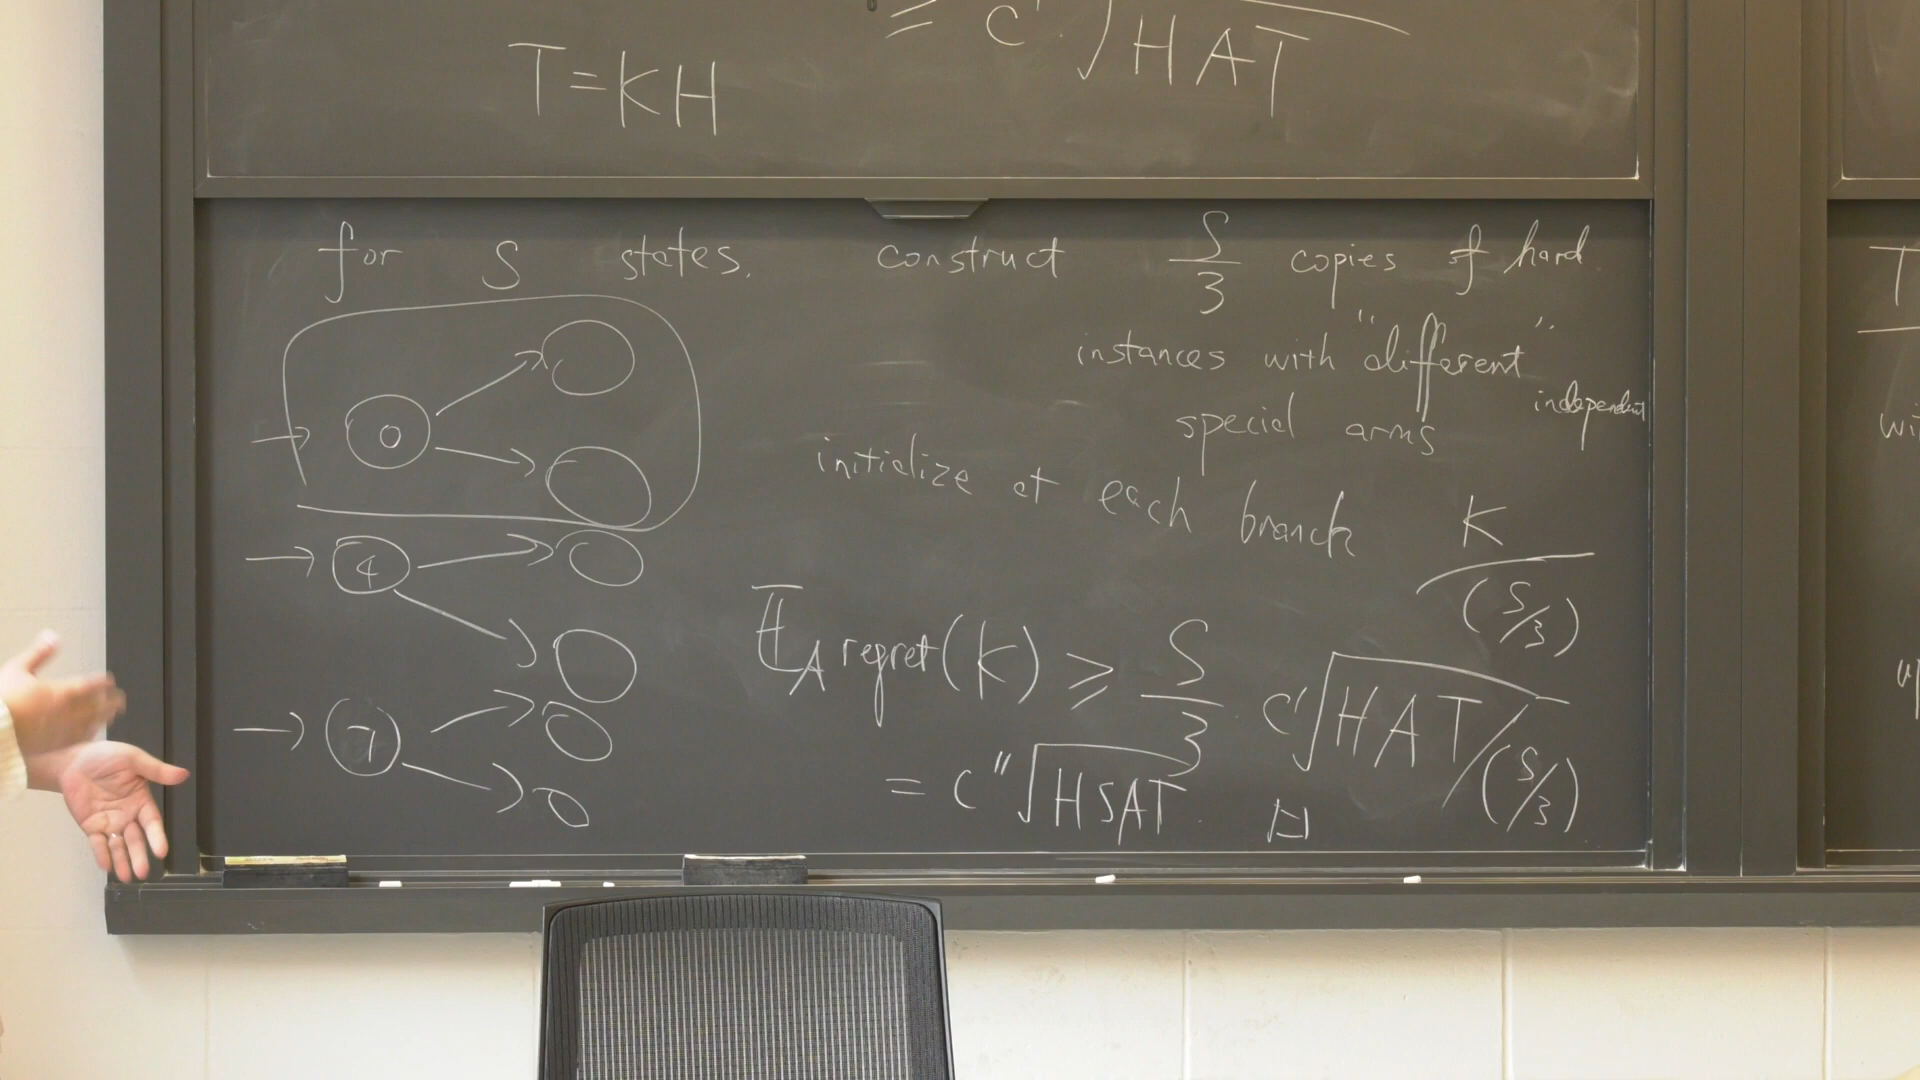 ≥ c' · √HAT
T = KH
for S states. construct S/3 copies of hard
instances with "different"
independent
special arms
initialize at each branch
K/(S/3)
0
4
7
𝔼_A regret(K) ≥ S/3 · c'√HAT/(S/3)
= c''√HSAT.
T
wi